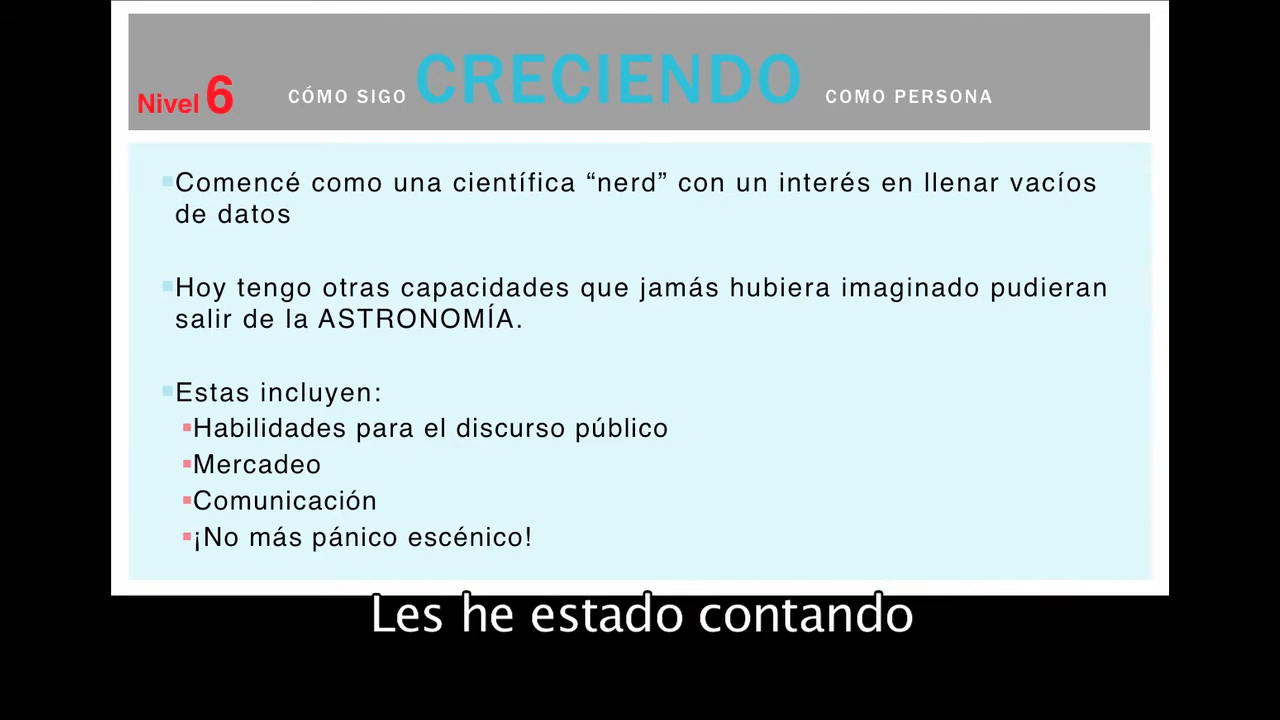 Nivel 6 CÓMO SIGO CRECIENDO COMO PERSONA
Comencé como una científica “nerd” con un interés en llenar vacíos
de datos
Hoy tengo otras capacidades que jamás hubiera imaginado pudieran
salir de la ASTRONOMÍA.
Estas incluyen:
Habilidades para el discurso público
Mercadeo
Comunicación
¡No más pánico escénico!
Les he estado contando